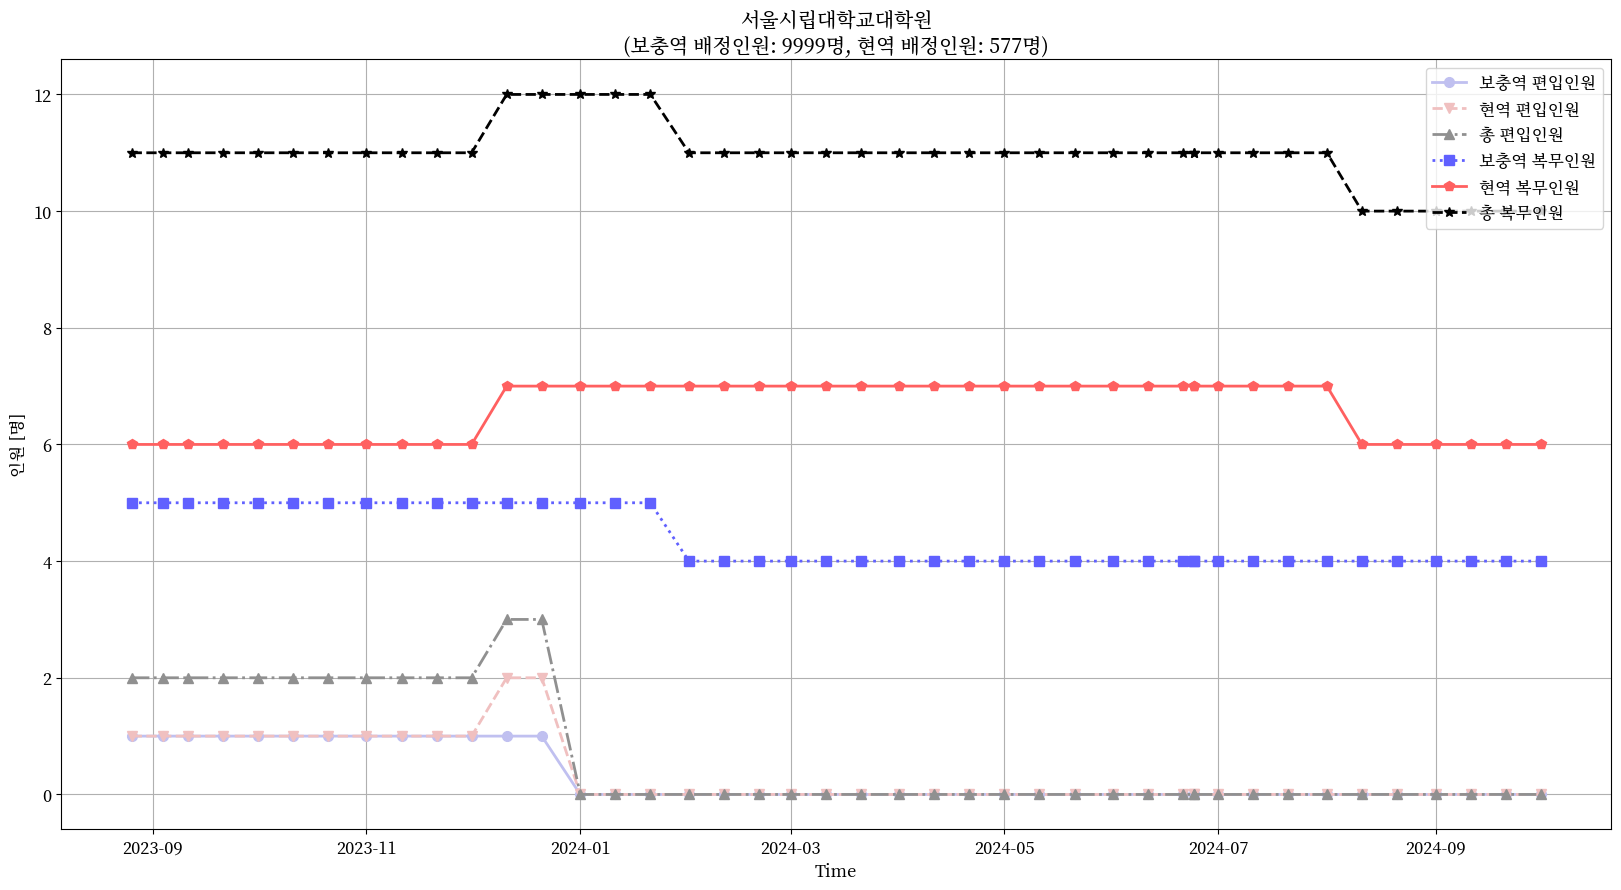 서울시립대학교대학원
(보충역 배정인원: 9999명, 현역 배정인원: 577명)
보충역 편입인원
현역 편입인원
총 편입인원
보충역 복무인원
현역 복무인원
총 복무인원
인원 [명]
12
10
8
6
4
2
0
2023-09
2023-11
2024-01
2024-03
2024-05
2024-07
2024-09
Time